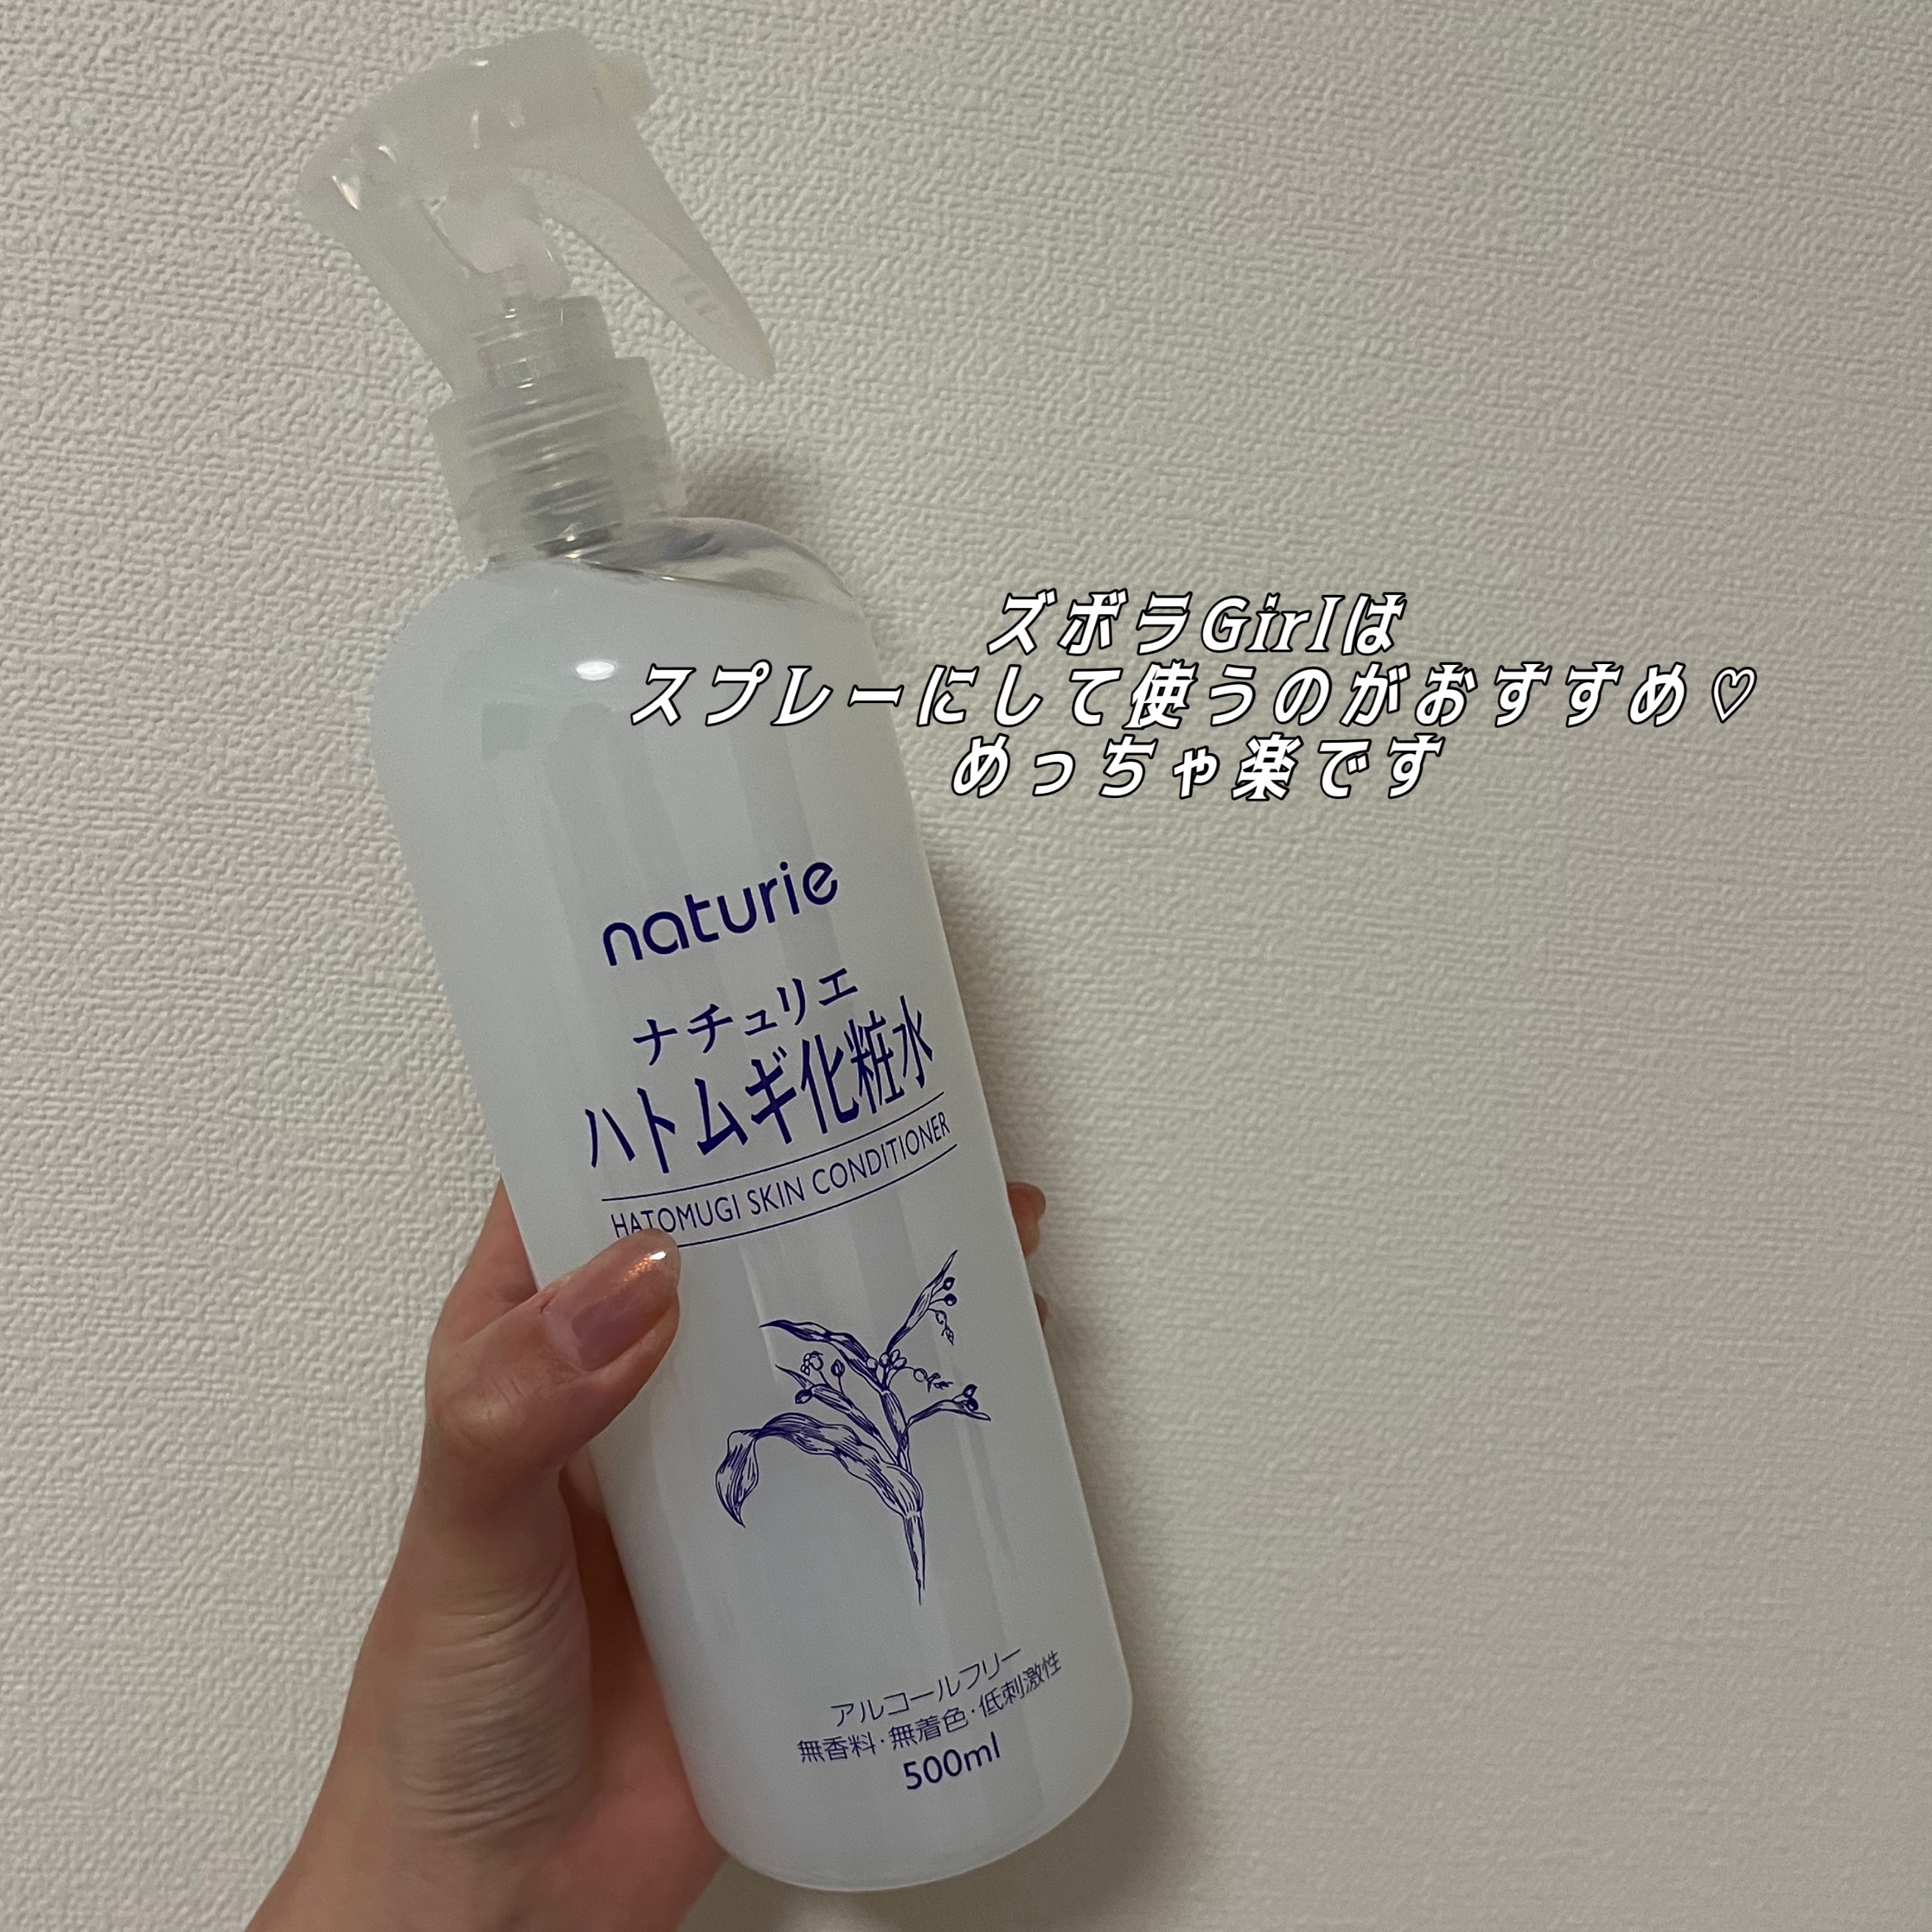 ズボラGirlは
スプレーにして使うのがおすすめ♡
めっちゃ楽です
naturie
ナチュリエ
ハトムギ化粧水
HATOMUGI SKIN CONDITIONER
アルコールフリー
無香料・無着色・低刺激性
500ml